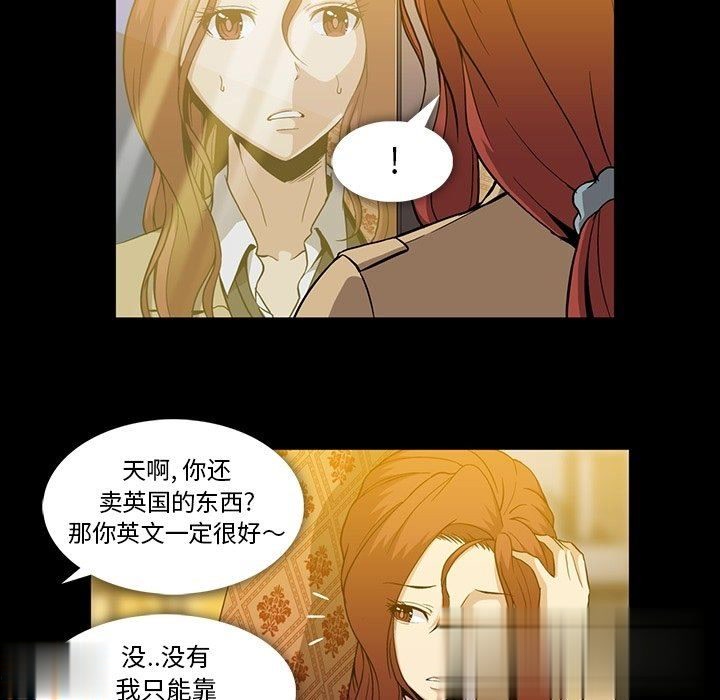 ！
天啊, 你还
卖英国的东西?
那你英文一定很好～
没..没有
我只能靠